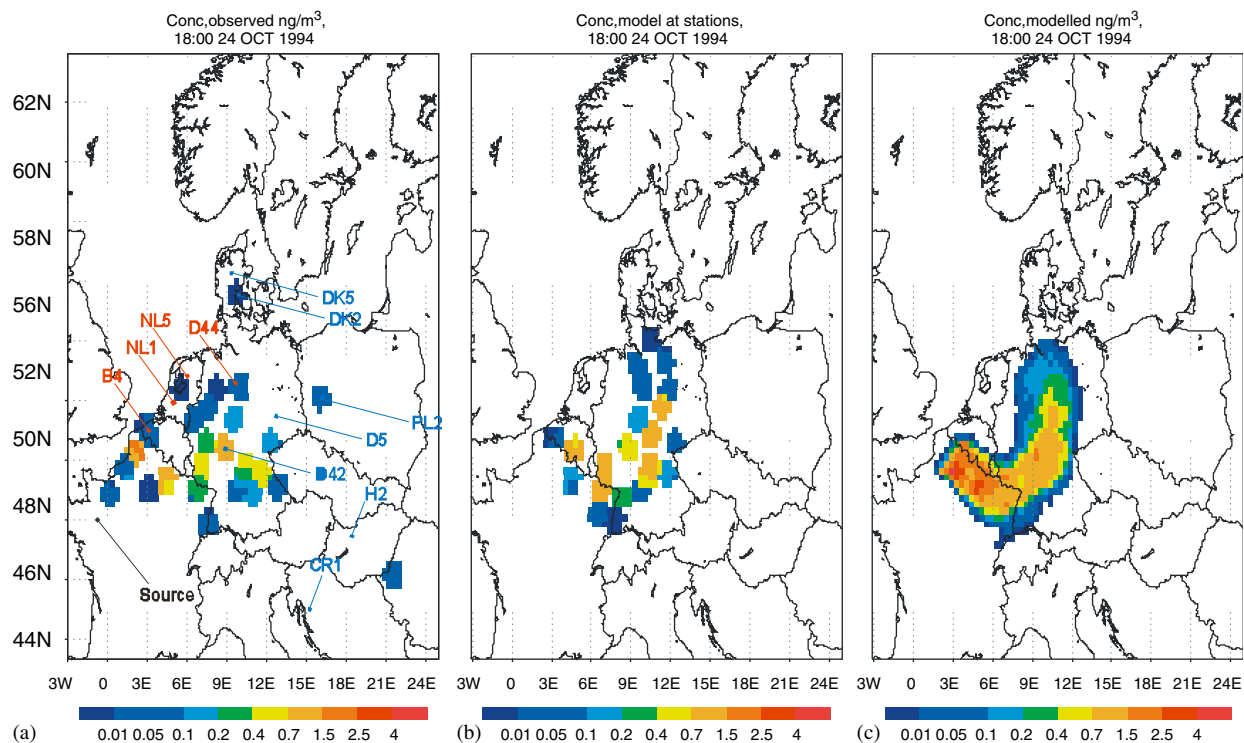 Conc,observed ng/m³,
18:00 24 OCT 1994
Conc,model at stations,
18:00 24 OCT 1994
Conc,modelled ng/m³,
18:00 24 OCT 1994
62N
60N
58N
56N
52N
50N
48N
46N
44N
DK5
DK2
NL5
D44
NL1
B4
PL2
D5
D42
H2
CR1
Source
3W 0 3E 6E 9E 12E 15E 18E 21E 24E
3W 0 3E 6E 9E 12E 15E 18E 21E 24E
3W 0 3E 6E 9E 12E 15E 18E 21E 24E
(a) 0.01 0.05 0.1 0.2 0.4 0.7 1.5 2.5 4
(b) 0.01 0.05 0.1 0.2 0.4 0.7 1.5 2.5 4
(c) 0.01 0.05 0.1 0.2 0.4 0.7 1.5 2.5 4